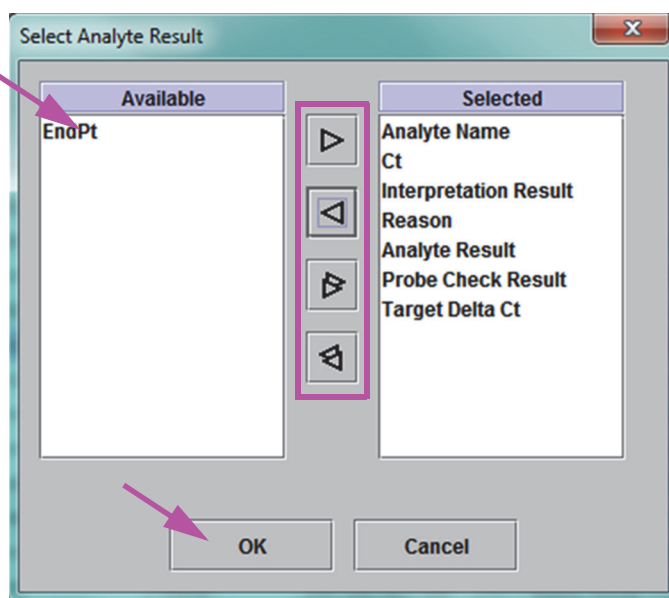 Select Analyte Result
Available
EndPt
Selected
Analyte Name
Ct
Interpretation Result
Reason
Analyte Result
Probe Check Result
Target Delta Ct
OK
Cancel